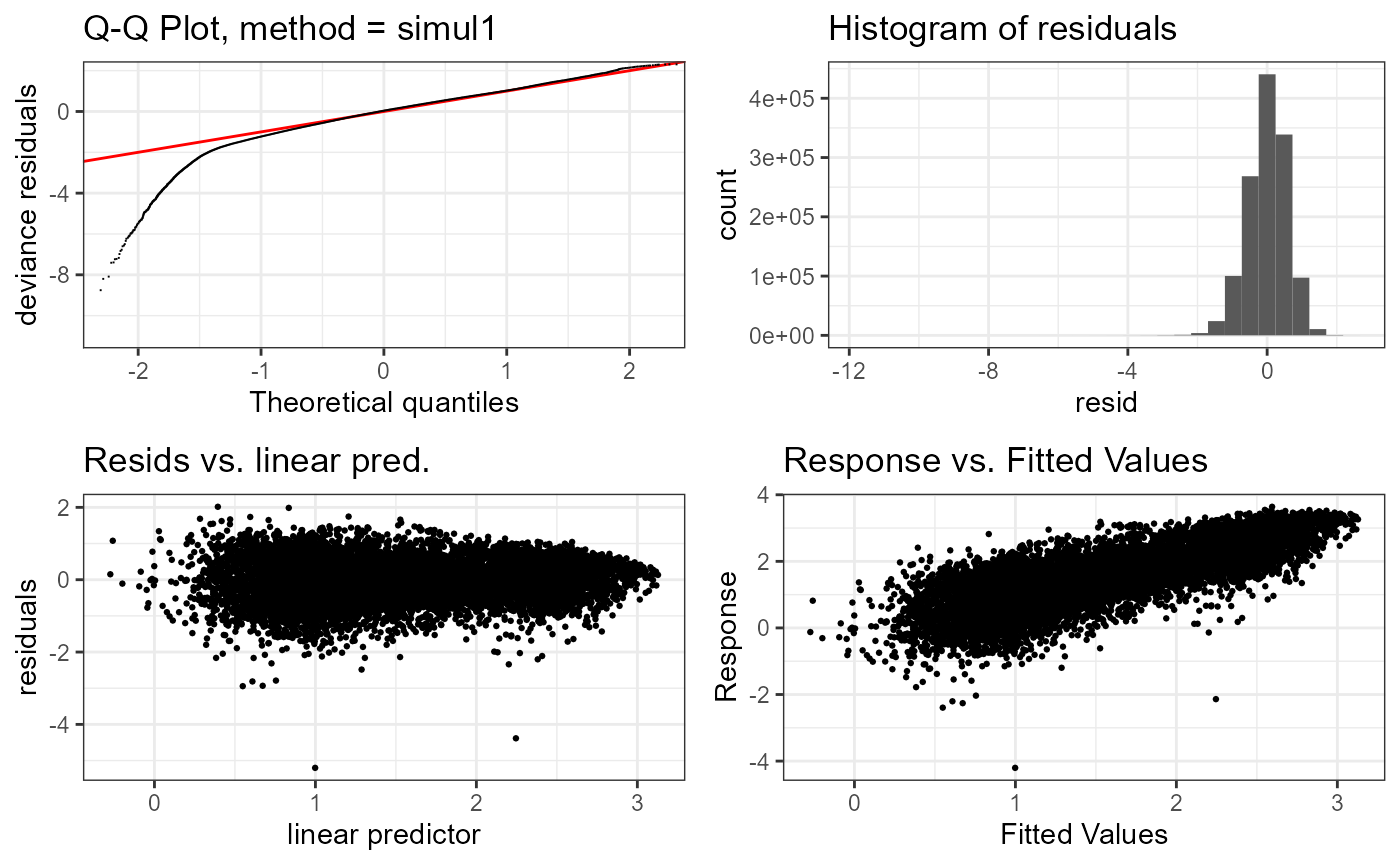 Q-Q Plot, method = simul1
0
-4
-8
deviance residuals
-2
-1
0
1
2
Theoretical quantiles
Histogram of residuals
4e+05
3e+05
2e+05
1e+05
0e+00
count
-12
-8
-4
0
resid
Resids vs. linear pred.
2
0
-2
-4
residuals
0
1
2
3
linear predictor
Response vs. Fitted Values
4
2
0
-2
-4
Response
0
1
2
3
Fitted Values